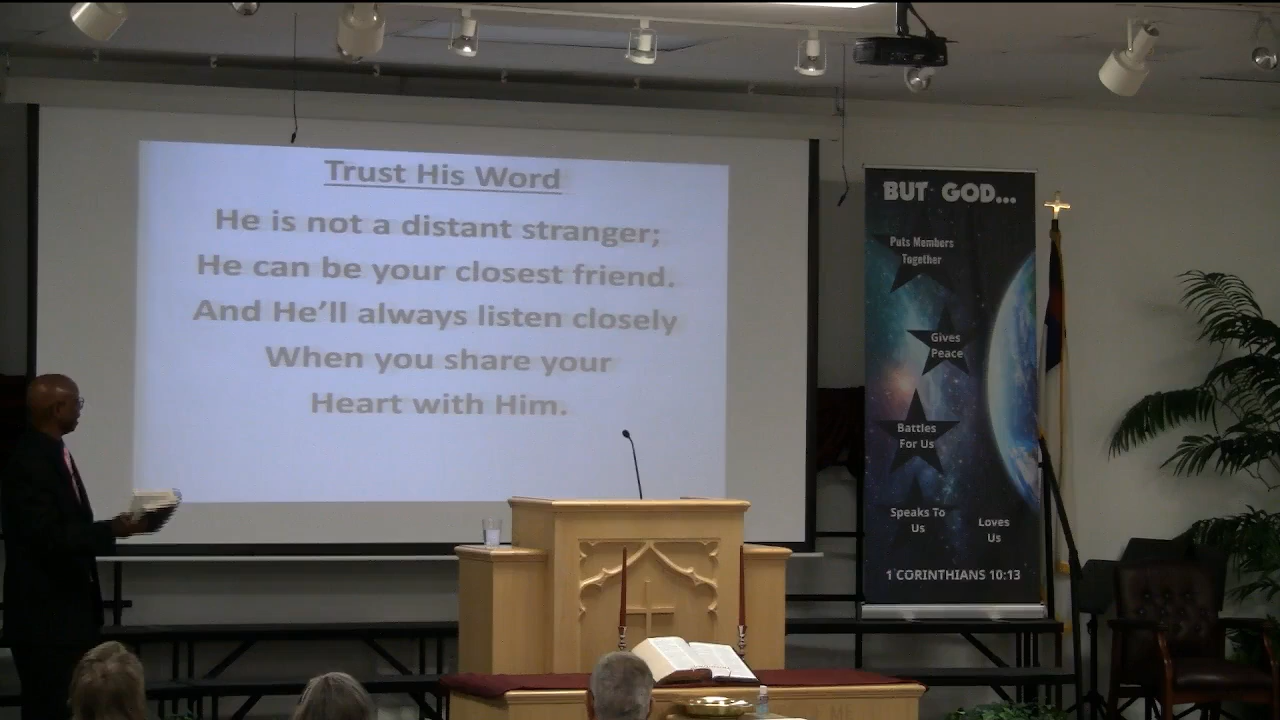 Trust His Word
He is not a distant stranger;
He can be your closest friend.
And He’ll always listen closely
When you share your
Heart with Him.
BUT GOD...
Puts Members
Together
Gives
Peace
Battles
For Us
Speaks To
Us
Loves
Us
1 CORINTHIANS 10:13